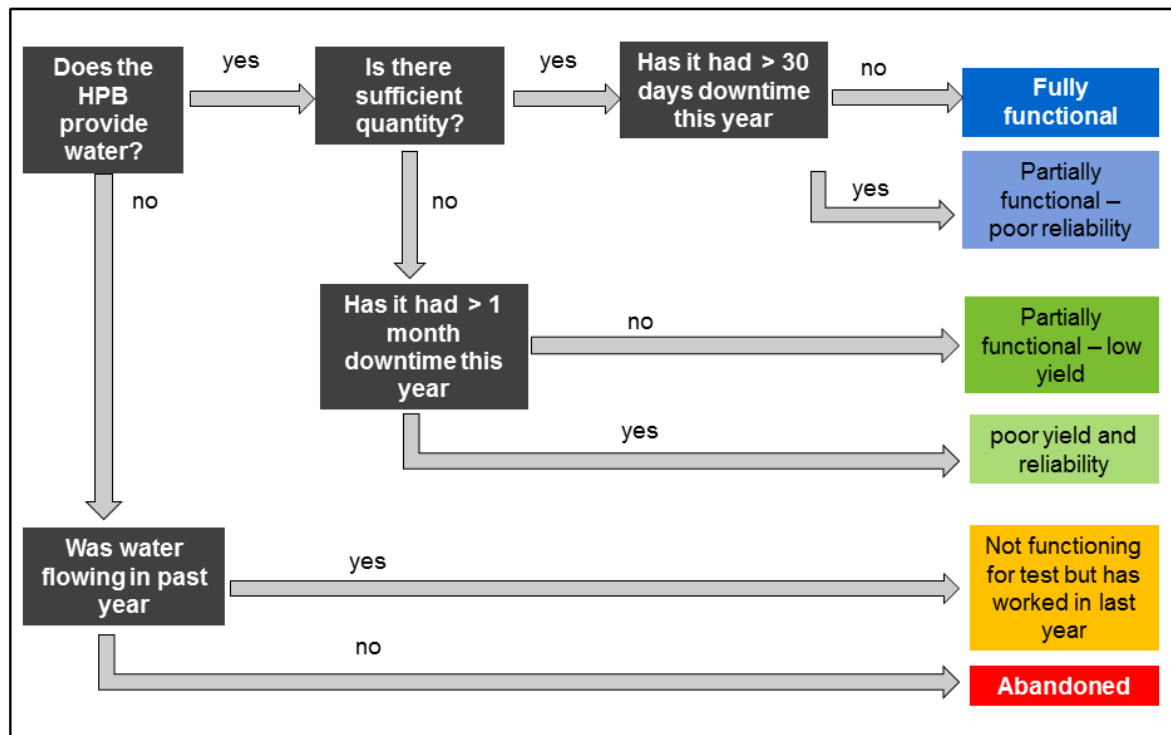 Does the
HPB
provide
water?
yes
Is there
sufficient
quantity?
yes
Has it had > 30
days downtime
this year
no
Fully
functional
yes
Partially
functional –
poor reliability
no
no
Has it had > 1
month
downtime this
year
no
Partially
functional – low
yield
yes
poor yield and
reliability
Was water
flowing in past
year
yes
Not functioning
for test but has
worked in last
year
no
Abandoned